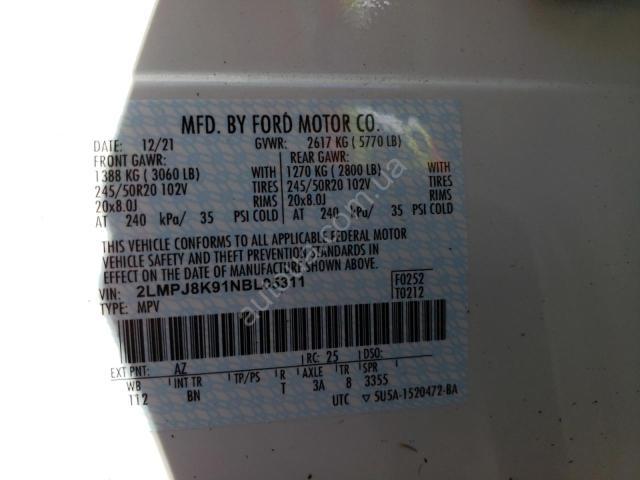 MFD. BY FORD MOTOR CO.
DATE: 12/21 GVWR: 2617 KG ( 5770 LB)
FRONT GAWR: REAR GAWR:
1388 KG ( 3060 LB) WITH 1270 KG ( 2800 LB) WITH
245/50R20 102V TIRES 245/50R20 102V TIRES
20x8.0J RIMS 20x8.0J RIMS
AT 240 kPa/ 35 PSI COLD AT 240 kPa/ 35 PSI COLD
THIS VEHICLE CONFORMS TO ALL APPLICABLE FEDERAL MOTOR
VEHICLE SAFETY AND THEFT PREVENTION STANDARDS IN
EFFECT ON THE DATE OF MANUFACTURE SHOWN ABOVE.
VIN: 2LMPJ8K91NBL05311 F0252
TYPE: MPV T0212
EXT PNT: AZ RC: 25 DSO:
WB INT TR TP/PS R AXLE TR SPR
112 BN T 3A 8 3355
UTC ▽ 5U5A-1520472-BA